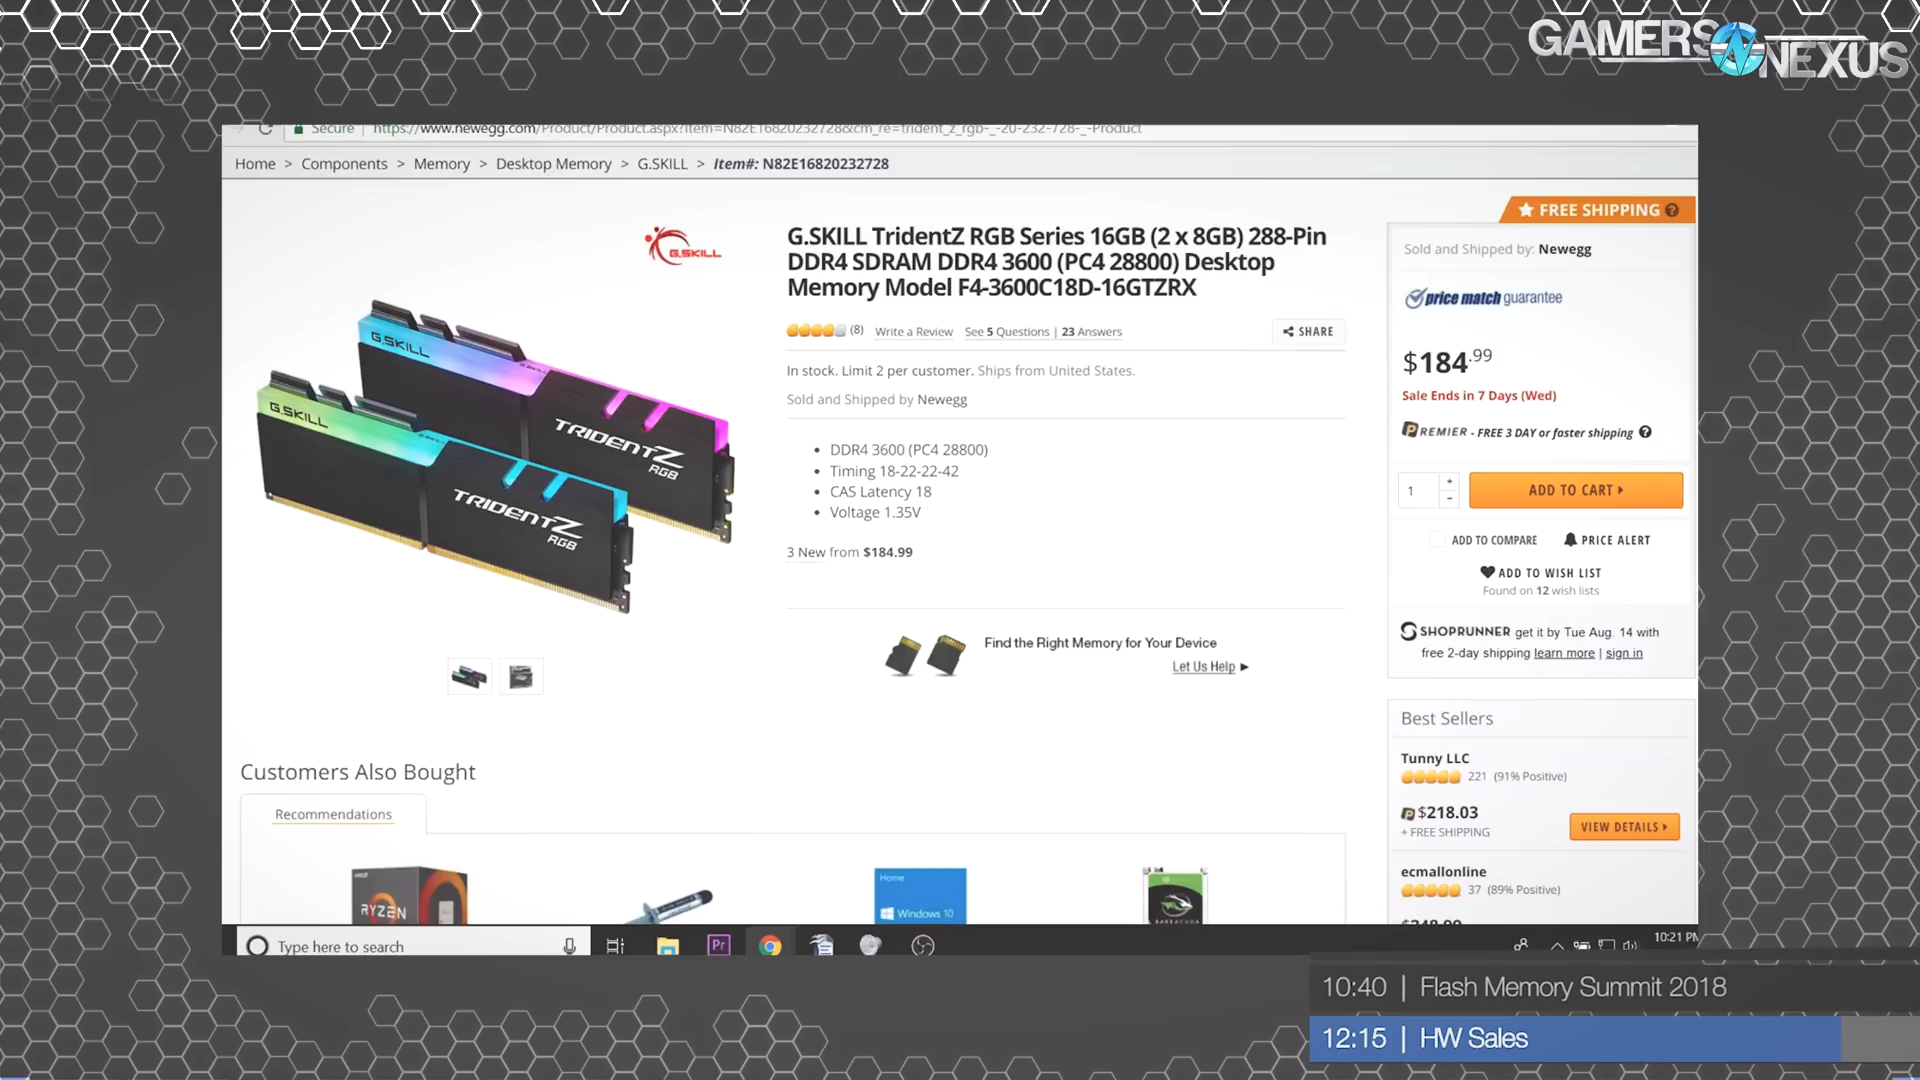 GAMERS NEXUS
Secure | https://www.newegg.com/Product/Product.aspx?Item=N82E16820232728&cm_re=trident_z_rgb-_-20-232-728-_-Product
Home > Components > Memory > Desktop Memory > G.SKILL > Item#: N82E16820232728
FREE SHIPPING ?
G.SKILL
G.SKILL TridentZ RGB Series 16GB (2 x 8GB) 288-Pin
DDR4 SDRAM DDR4 3600 (PC4 28800) Desktop
Memory Model F4-3600C18D-16GTZRX
(8) Write a Review See 5 Questions | 23 Answers
SHARE
In stock. Limit 2 per customer. Ships from United States.
Sold and Shipped by Newegg
• DDR4 3600 (PC4 28800)
• Timing 18-22-22-42
• CAS Latency 18
• Voltage 1.35V
3 New from $184.99
Find the Right Memory for Your Device
Let Us Help
G.SKILL
TRIDENTZ
RGB
G.SKILL
TRIDENTZ
RGB
Sold and Shipped by: Newegg
price match guarantee
$184.99
Sale Ends in 7 Days (Wed)
PREMIER - FREE 3 DAY or faster shipping ?
1 + -
ADD TO CART
ADD TO COMPARE
PRICE ALERT
ADD TO WISH LIST
Found on 12 wish lists
SHOPRUNNER get it by Tue Aug. 14 with
free 2-day shipping learn more | sign in
Best Sellers
Tunny LLC
221 (91% Positive)
$218.03
+ FREE SHIPPING
VIEW DETAILS
ecmallonline
37 (89% Positive)
Customers Also Bought
Recommendations
AMD
RYZEN
Home
Windows 10
BARRACUDA
Type here to search
Pr
10:21 PM
10:40 | Flash Memory Summit 2018
12:15 | HW Sales